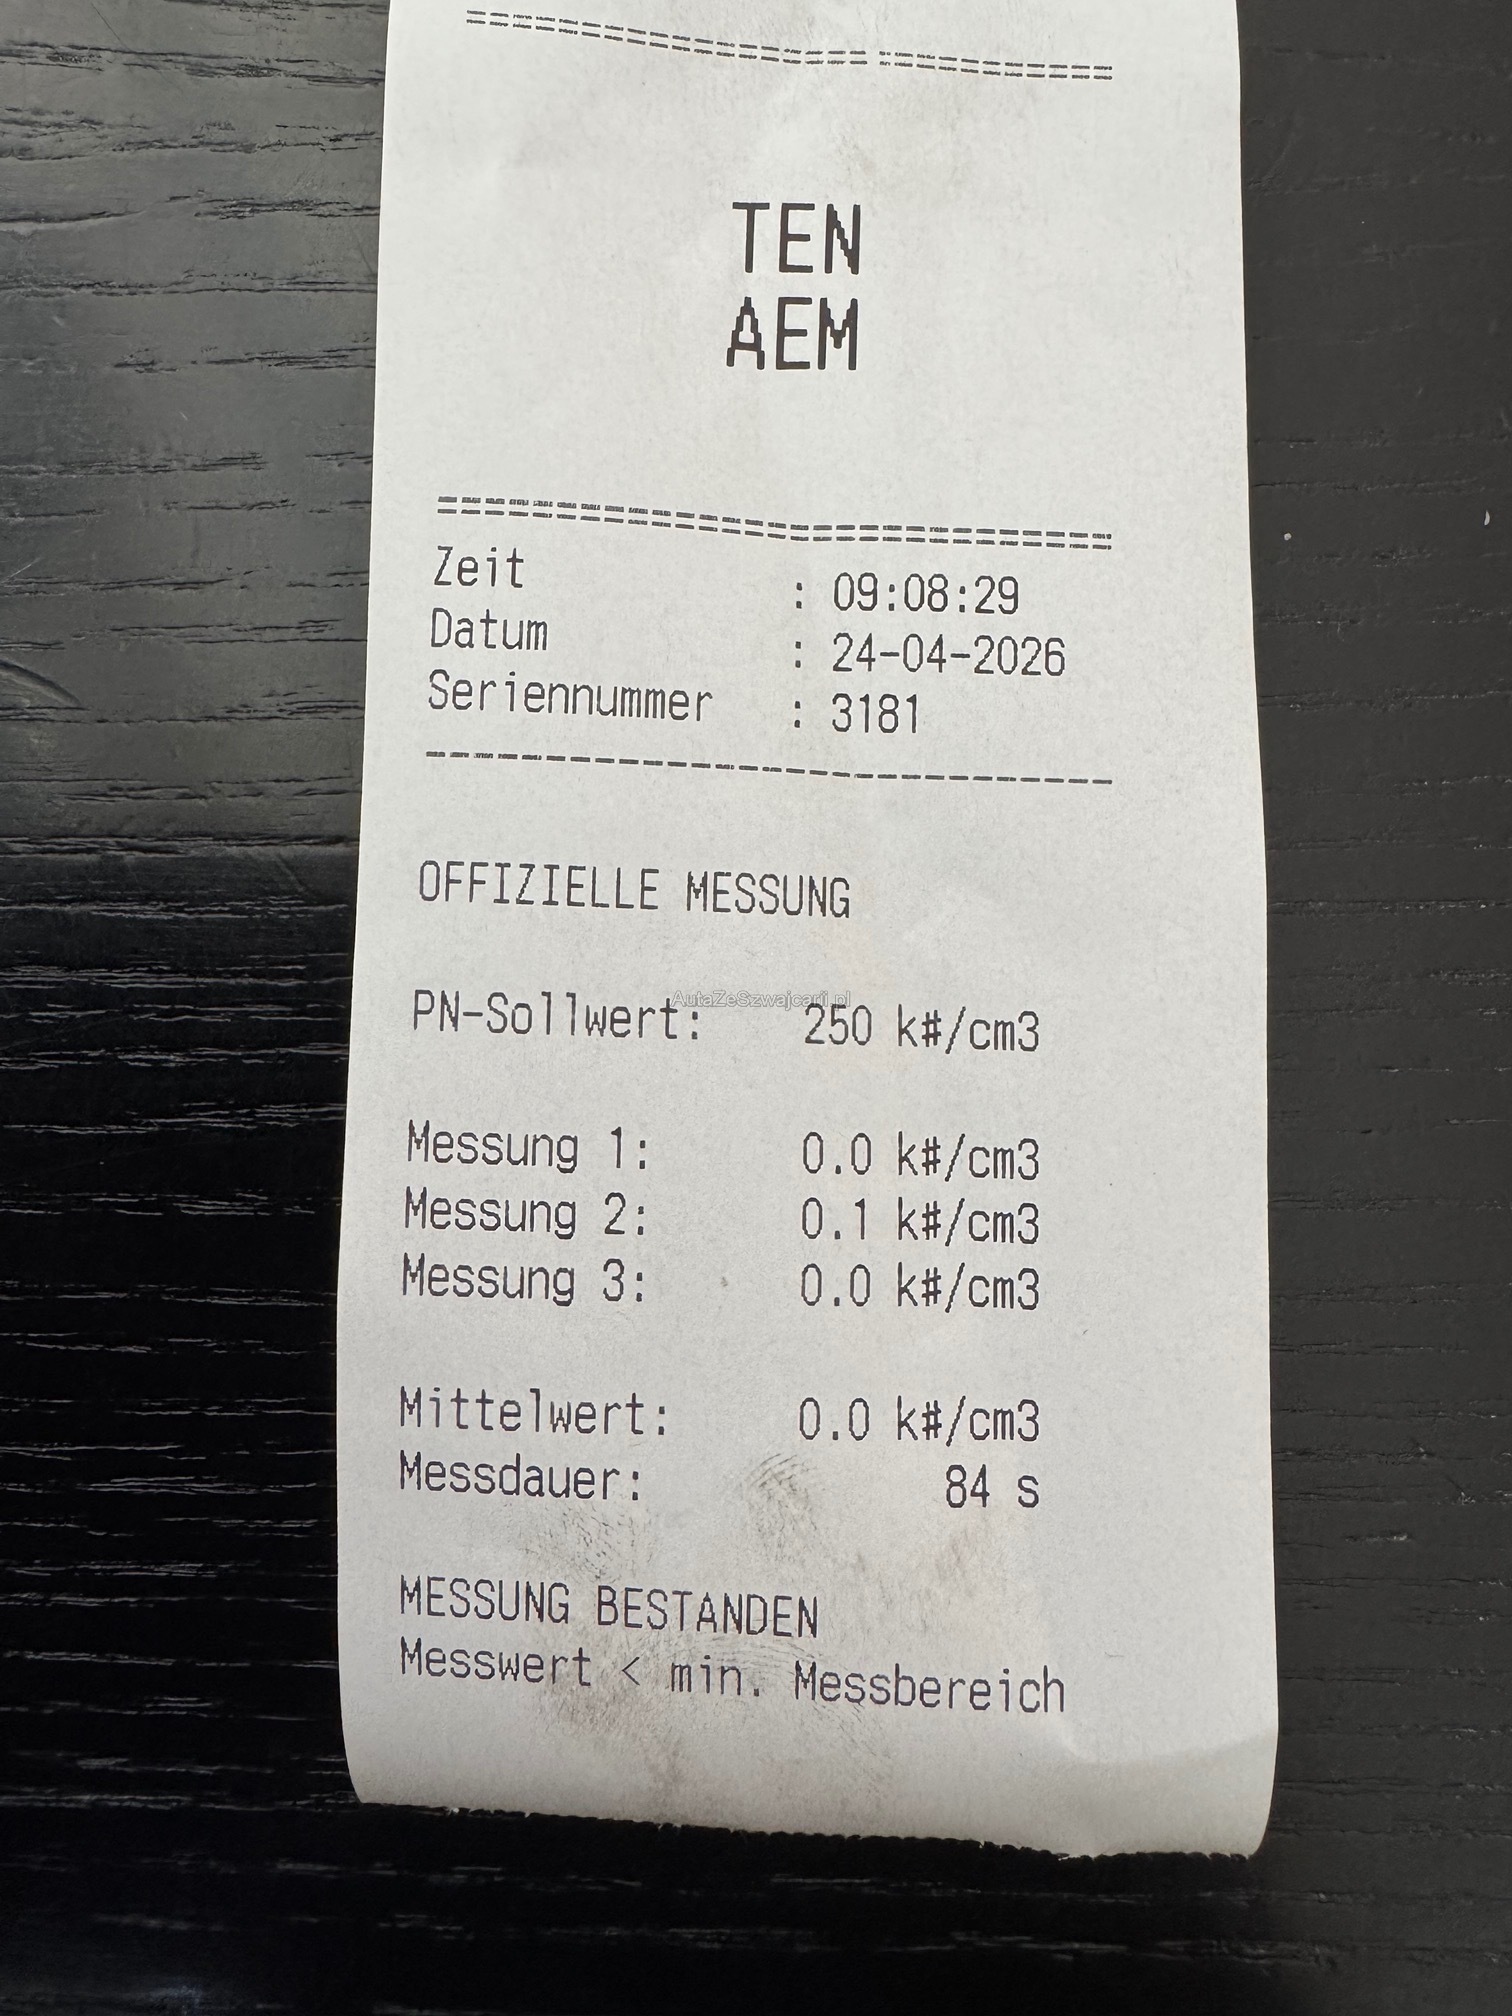 TEN
AEM
Zeit : 09:08:29
Datum : 24-04-2026
Seriennummer : 3181
OFFIZIELLE MESSUNG
AutaZeSzwajcarii.pl
PN-Sollwert: 250 k#/cm3
Messung 1: 0.0 k#/cm3
Messung 2: 0.1 k#/cm3
Messung 3: 0.0 k#/cm3
Mittelwert: 0.0 k#/cm3
Messdauer: 84 s
MESSUNG BESTANDEN
Messwert < min. Messbereich